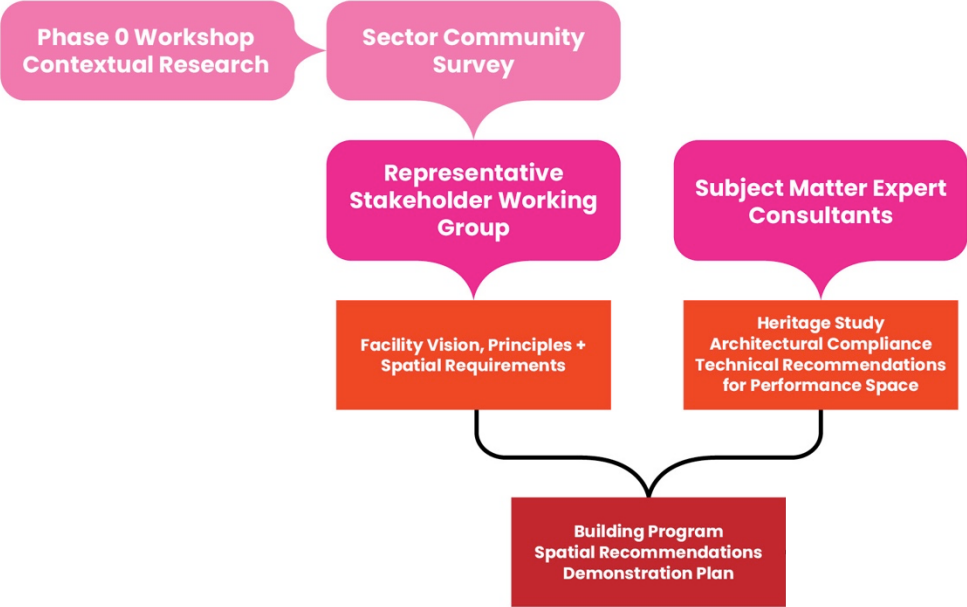 Phase 0 Workshop
Contextual Research
Sector Community
Survey
Representative
Stakeholder Working
Group
Subject Matter Expert
Consultants
Facility Vision, Principles +
Spatial Requirements
Heritage Study
Architectural Compliance
Technical Recommendations
for Performance Space
Building Program
Spatial Recommendations
Demonstration Plan